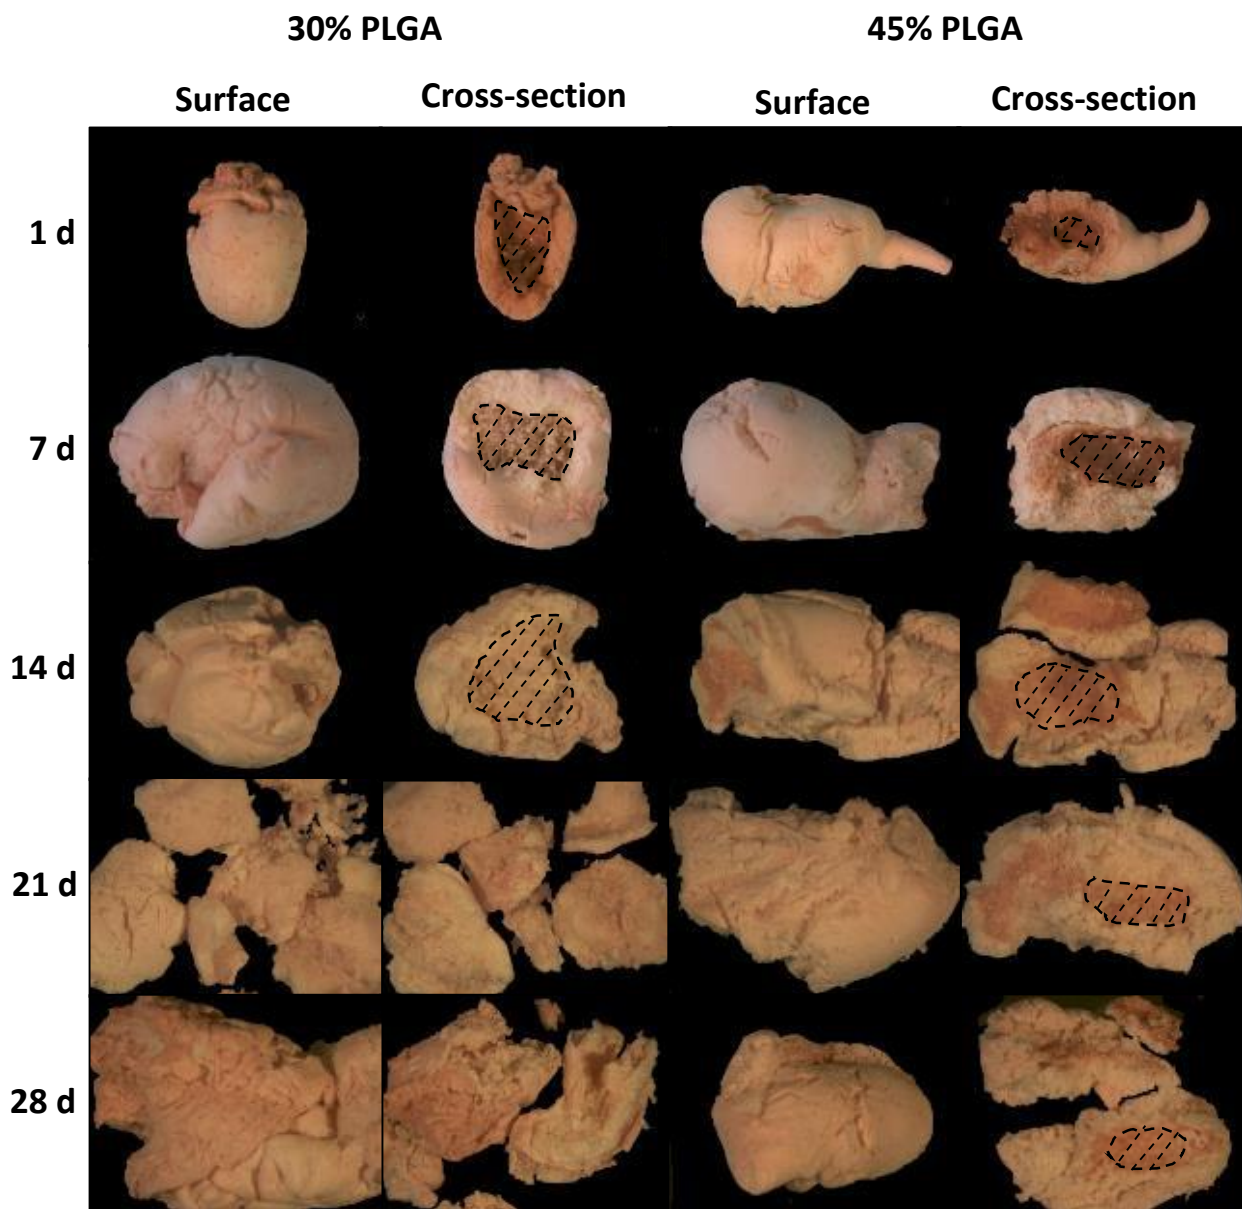 30% PLGA 45% PLGA
Surface Cross-section Surface Cross-section
1 d
7 d
14 d
21 d
28 d